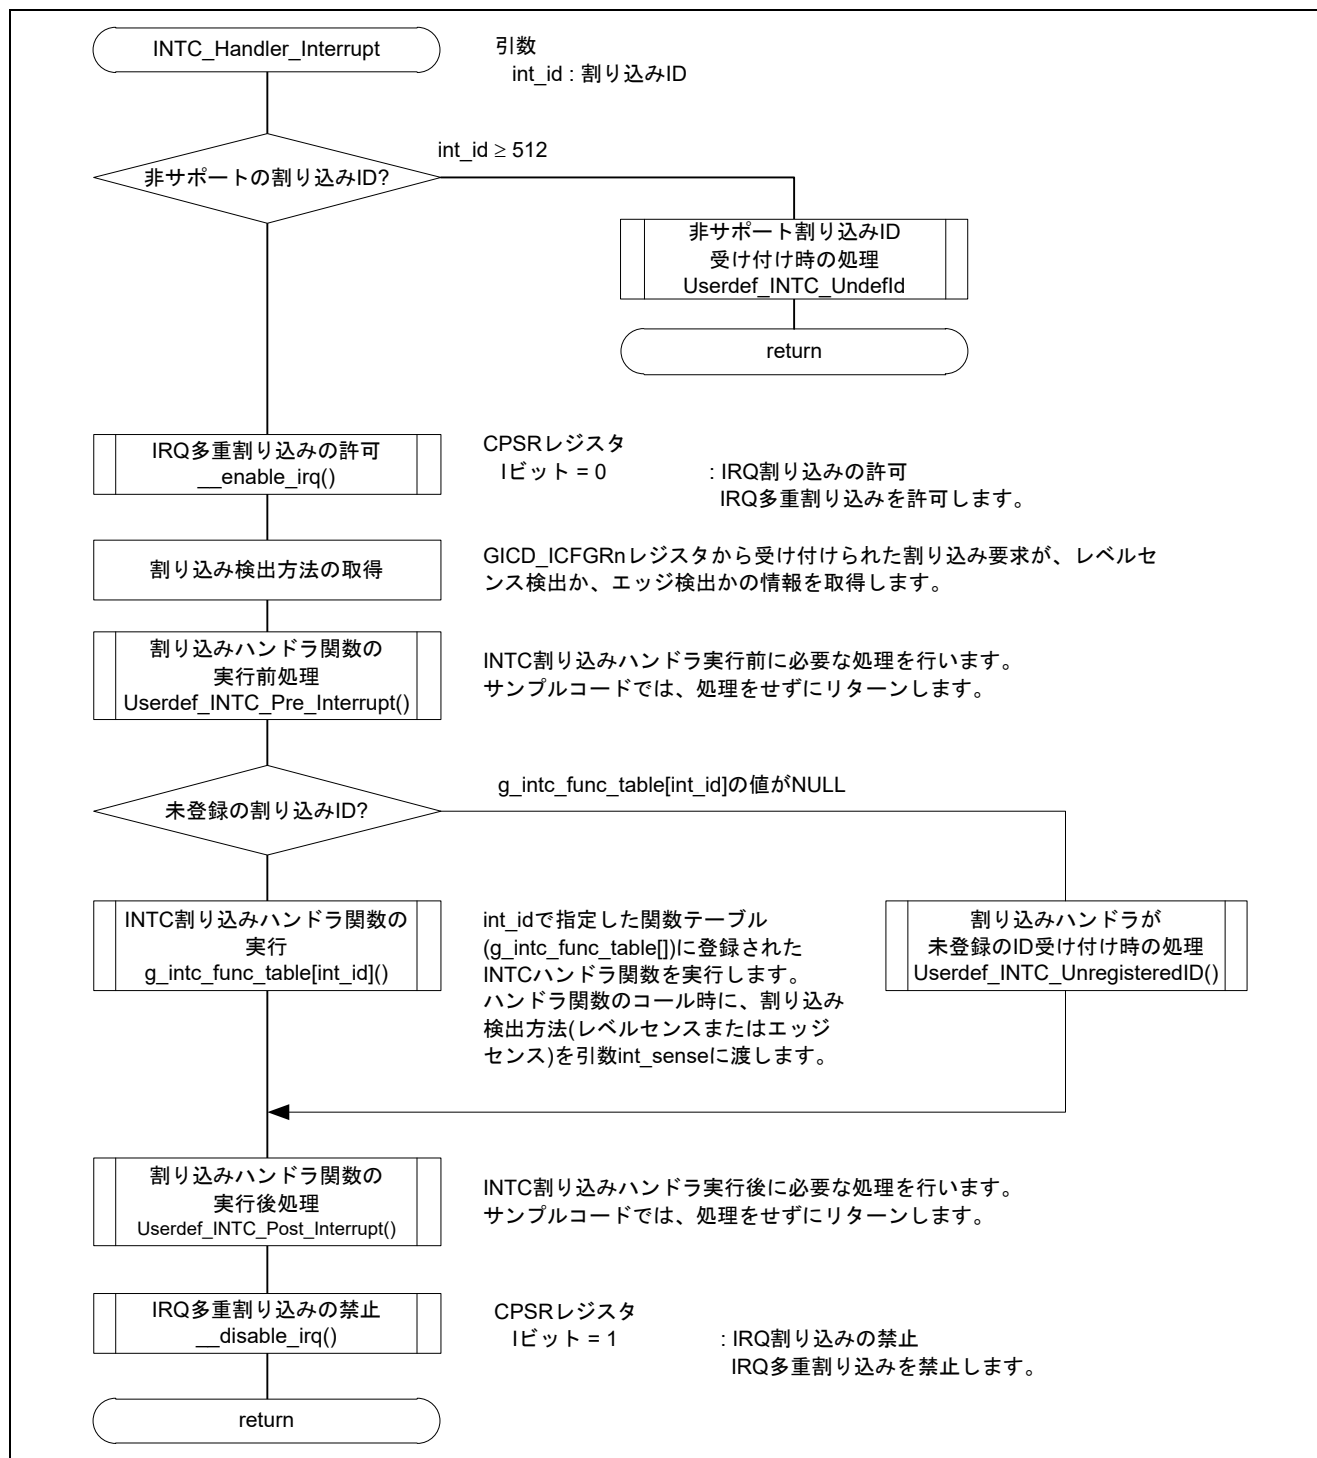 INTC_Handler_Interrupt
引数
int_id : 割り込みID
int_id ≥ 512
非サポートの割り込みID?
非サポート割り込みID
受け付け時の処理
Userdef_INTC_UndefId
return
IRQ多重割り込みの許可
__enable_irq()
CPSRレジスタ
Iビット = 0 : IRQ割り込みの許可
IRQ多重割り込みを許可します。
割り込み検出方法の取得
GICD_ICFGRnレジスタから受け付けられた割り込み要求が、レベルセ
ンス検出か、エッジ検出かの情報を取得します。
割り込みハンドラ関数の
実行前処理
Userdef_INTC_Pre_Interrupt()
INTC割り込みハンドラ実行前に必要な処理を行います。
サンプルコードでは、処理をせずにリターンします。
g_intc_func_table[int_id]の値がNULL
未登録の割り込みID?
INTC割り込みハンドラ関数の
実行
g_intc_func_table[int_id]()
int_idで指定した関数テーブル
(g_intc_func_table[])に登録された
INTCハンドラ関数を実行します。
ハンドラ関数のコール時に、割り込み
検出方法(レベルセンスまたはエッジ
センス)を引数int_senseに渡します。
割り込みハンドラが
未登録のID受け付け時の処理
Userdef_INTC_UnregisteredID()
割り込みハンドラ関数の
実行後処理
Userdef_INTC_Post_Interrupt()
INTC割り込みハンドラ実行後に必要な処理を行います。
サンプルコードでは、処理をせずにリターンします。
IRQ多重割り込みの禁止
__disable_irq()
CPSRレジスタ
Iビット = 1 : IRQ割り込みの禁止
IRQ多重割り込みを禁止します。
return